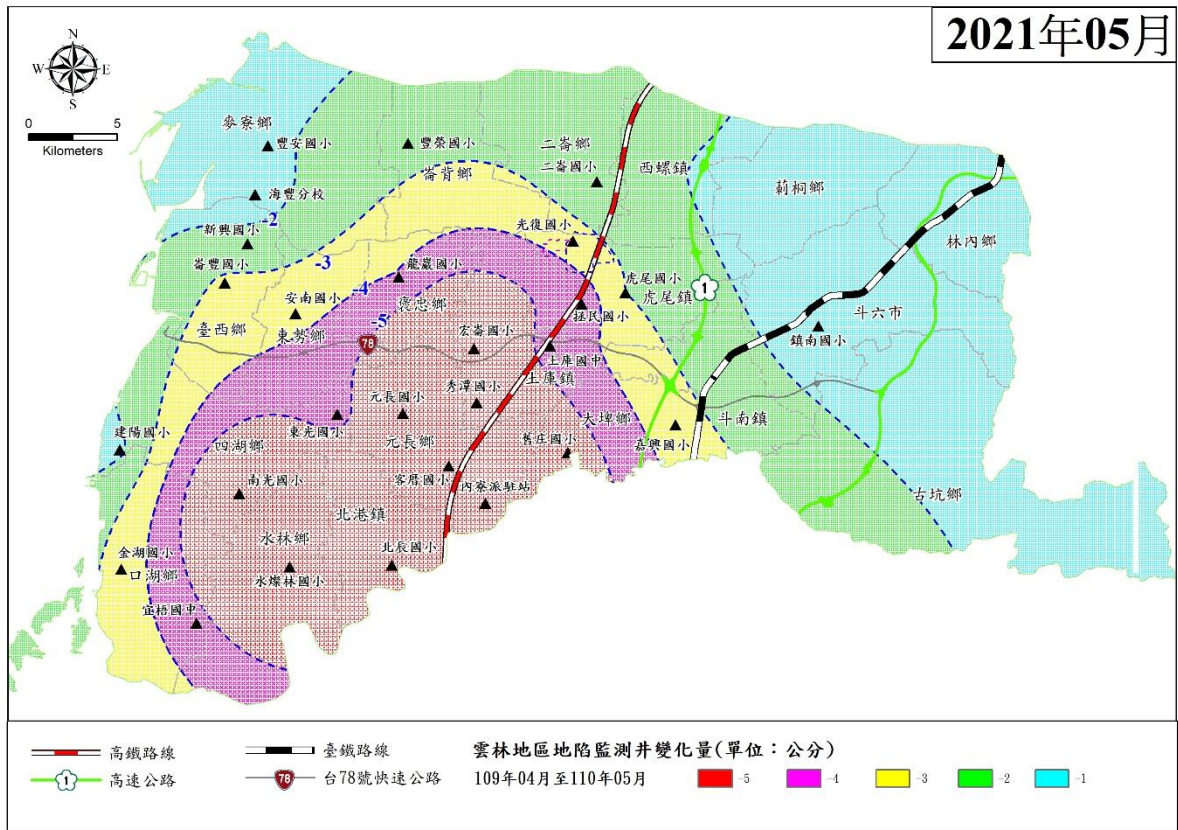 2021年05月
N
W
E
S
0
5
Kilometers
麥寮鄉
豐安國小
豐榮國小
二崙鄉
二崙國小
西螺鎮
崙背鄉
莿桐鄉
海豐分校
-2
新興國小
光復國小
林內鄉
崙豐國小
-3
龍巖國小
虎尾國小
-4
安南國小
褒忠鄉
虎尾鎮
1
拯民國小
斗六市
臺西鄉
-5
東勢鄉
宏崙國小
鎮南國小
78
土庫國中
土庫鎮
秀潭國小
元長國小
大埤鄉
斗南鎮
東光國小
建陽國小
四湖鄉
元長鄉
舊庄國小
嘉興國小
客厝國小
南光國小
內寮派駐站
古坑鄉
北港鎮
水林鄉
金湖國小
北辰國小
口湖鄉
水燦林國小
宜梧國中
高鐵路線
臺鐵路線
雲林地區地陷監測井變化量(單位：公分)
1
高速公路
78
台78號快速公路
109年04月至110年05月
-5
-4
-3
-2
-1